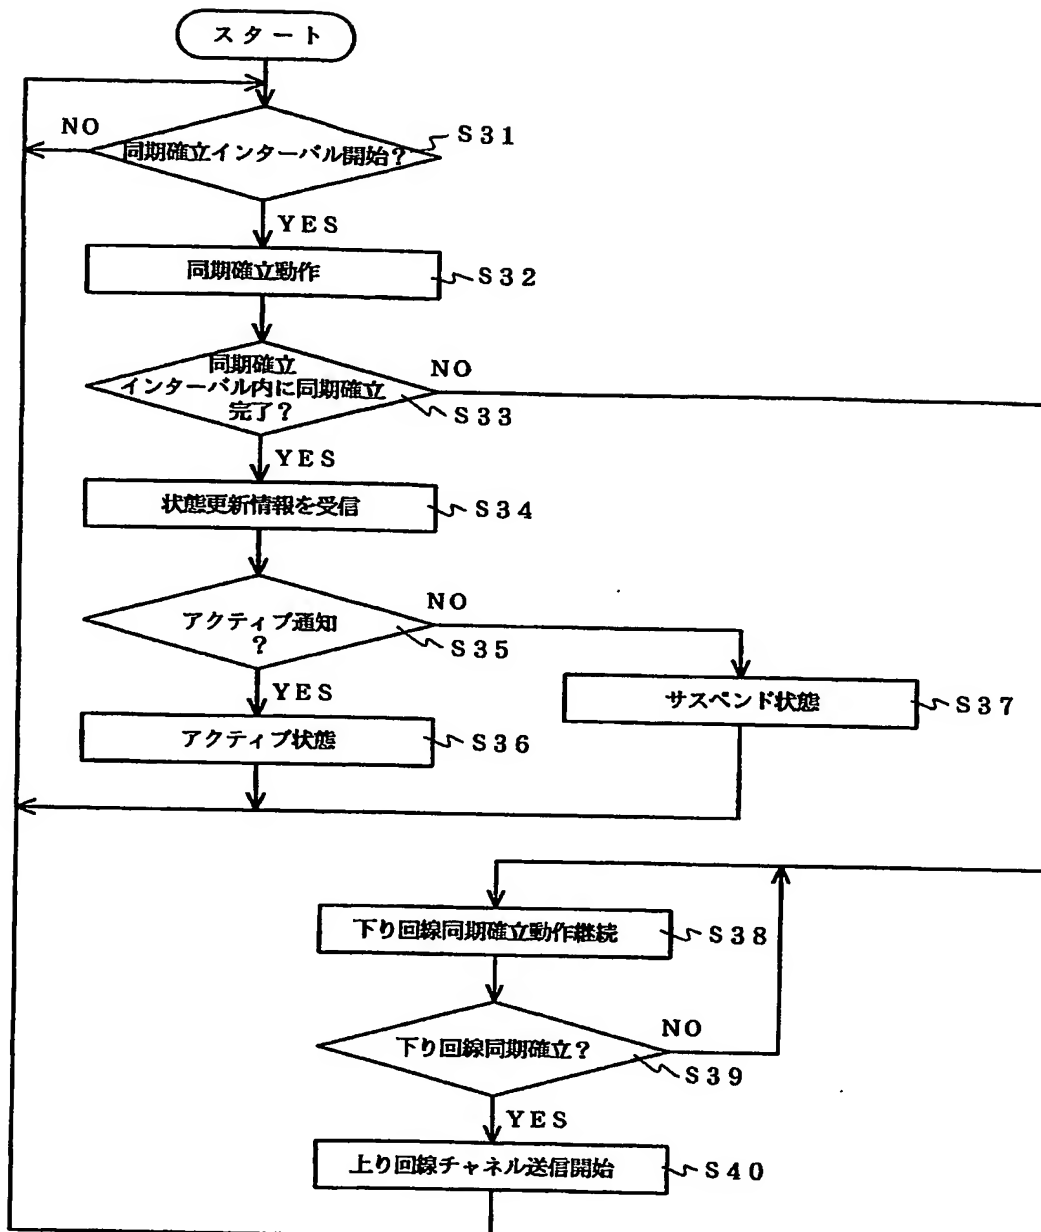 スタート
NO
同期確立インターバル開始？
S31
YES
同期確立動作
S32
同期確立
インターバル内に同期確立
完了？
NO
S33
YES
状態更新情報を受信
S34
アクティブ通知
？
NO
S35
YES
アクティブ状態
S36
サスペンド状態
S37
下り回線同期確立動作継続
S38
下り回線同期確立？
NO
S39
YES
上り回線チャネル送信開始
S40